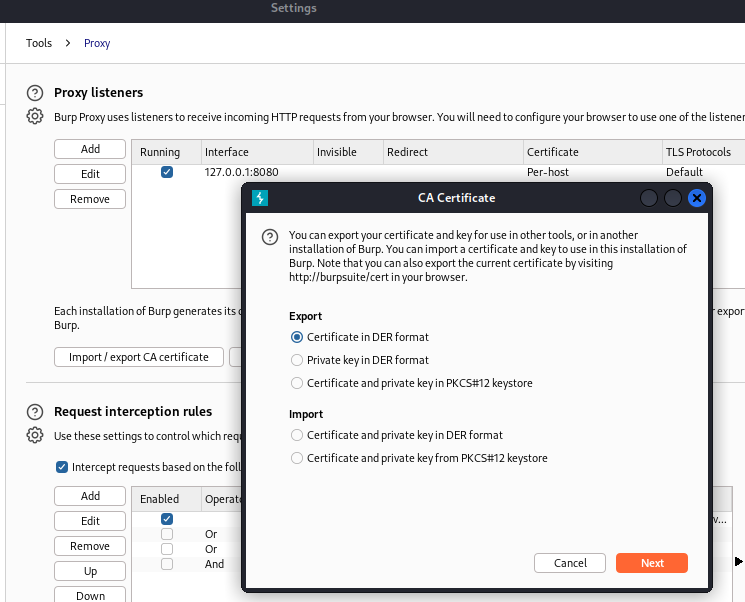 Settings
Tools > Proxy
Proxy listeners
Burp Proxy uses listeners to receive incoming HTTP requests from your browser. You will need to configure your browser to use one of the listener
Add
Edit
Remove
Running Interface Invisible Redirect Certificate TLS Protocols
127.0.0.1:8080 Per-host Default
Each installation of Burp generates its
Burp.
Import / export CA certificate
Request interception rules
Use these settings to control which
Intercept requests based on the
Add
Edit
Remove
Up
Down
Enabled
Or
Or
And
CA Certificate
You can export your certificate and key for use in other tools, or in another
installation of Burp. You can import a certificate and key to use in this installation of
Burp. Note that you can also export the current certificate by visiting
http://burpsuite/cert in your browser.
Export
Certificate in DER format
Private key in DER format
Certificate and private key in PKCS#12 keystore
Import
Certificate and private key in DER format
Certificate and private key from PKCS#12 keystore
Cancel
Next